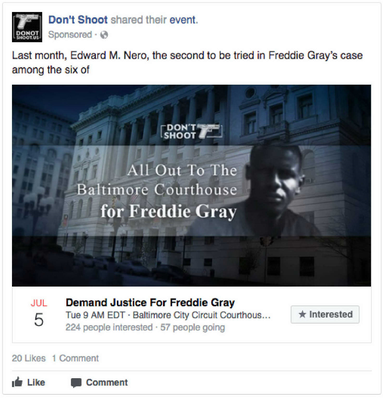 DONOT
SHOOT.US
Don't Shoot shared their event.
Sponsored ·
Last month, Edward M. Nero, the second to be tried in Freddie Gray's case
among the six of
DON'T
SHOOT
All Out To The
Baltimore Courthouse
for Freddie Gray
JUL
5
Demand Justice For Freddie Gray
Tue 9 AM EDT · Baltimore City Circuit Courthous...
224 people interested · 57 people going
★ Interested
20 Likes 1 Comment
Like Comment